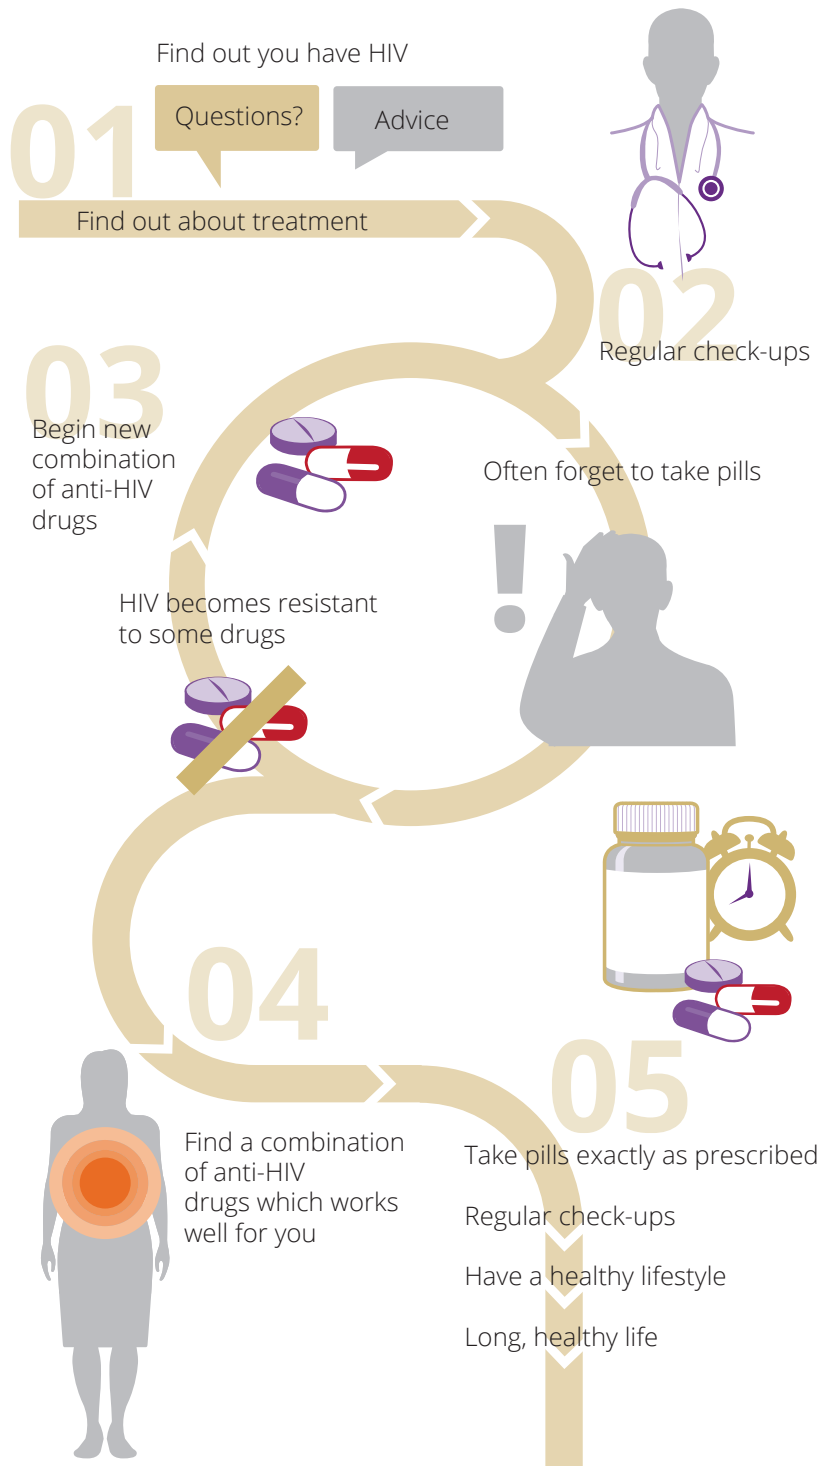 Find out you have HIV
Questions?
Advice
01
Find out about treatment
02
Regular check-ups
03
Begin new
combination
of anti-HIV
drugs
Often forget to take pills
!
HIV becomes resistant
to some drugs
04
Find a combination
of anti-HIV
drugs which works
well for you
05
Take pills exactly as prescribed
Regular check-ups
Have a healthy lifestyle
Long, healthy life